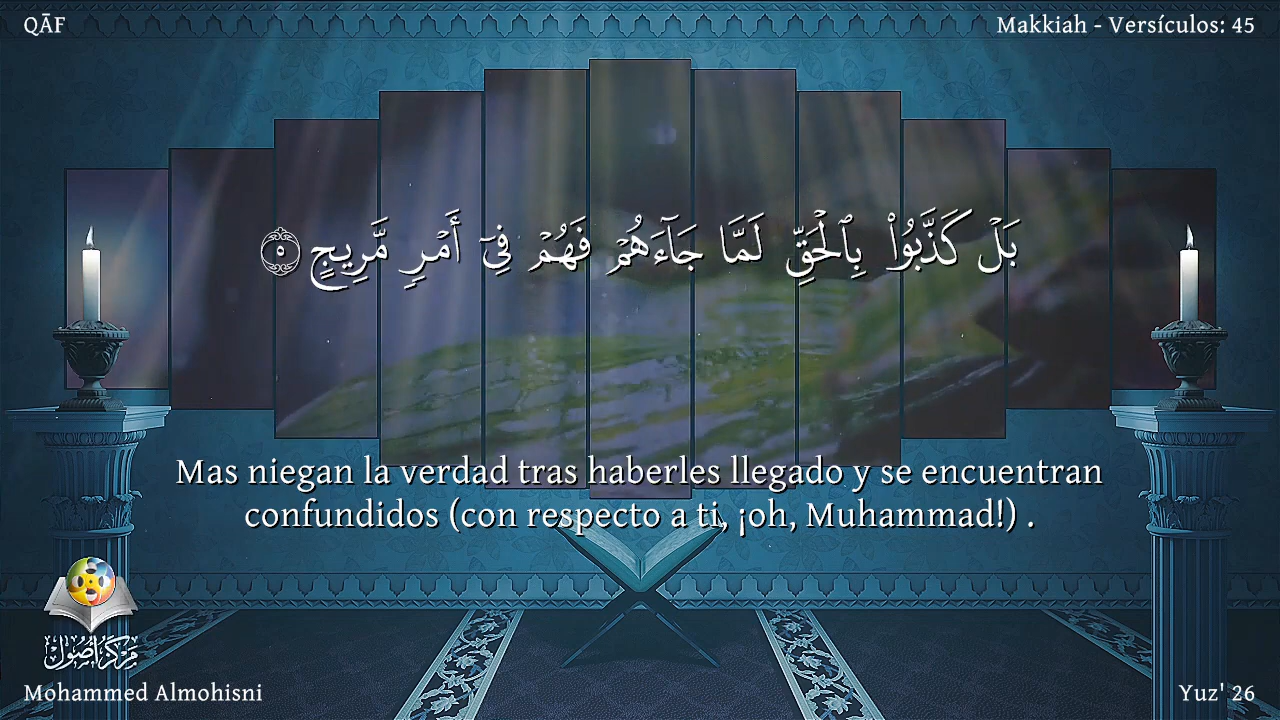 QĀF
Makkiah - Versículos: 45
بَلْ كَذَّبُوا۟ بِٱلْحَقِّ لَمَّا جَآءَهُمْ فَهُمْ فِىٓ أَمْرٍ مَّرِيجٍ ٥
Mas niegan la verdad tras haberles llegado y se encuentran
confundidos (con respecto a ti, ¡oh, Muhammad!) .
مركز أصول
Mohammed Almohisni
Yuz' 26